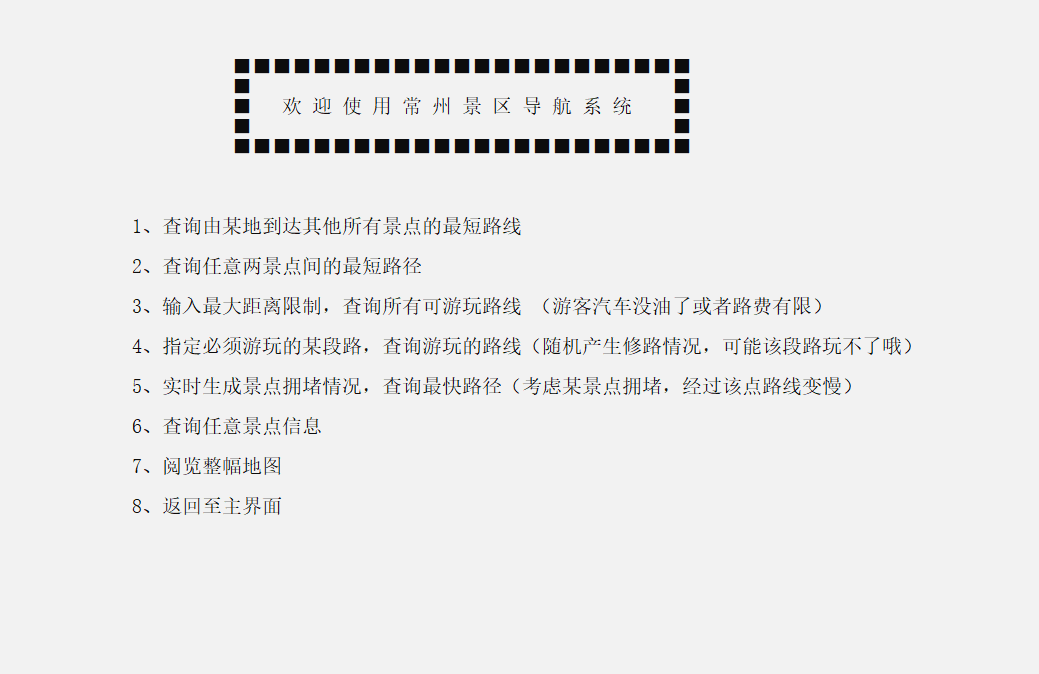 欢迎使用常州景区导航系统
1、查询由某地到达其他所有景点的最短路线
2、查询任意两景点间的最短路径
3、输入最大距离限制，查询所有可游玩路线 （游客汽车没油了或者路费有限）
4、指定必须游玩的某段路，查询游玩的路线（随机产生修路情况，可能该段路玩不了哦）
5、实时生成景点拥堵情况，查询最快路径（考虑某景点拥堵，经过该点路线变慢）
6、查询任意景点信息
7、阅览整幅地图
8、返回至主界面